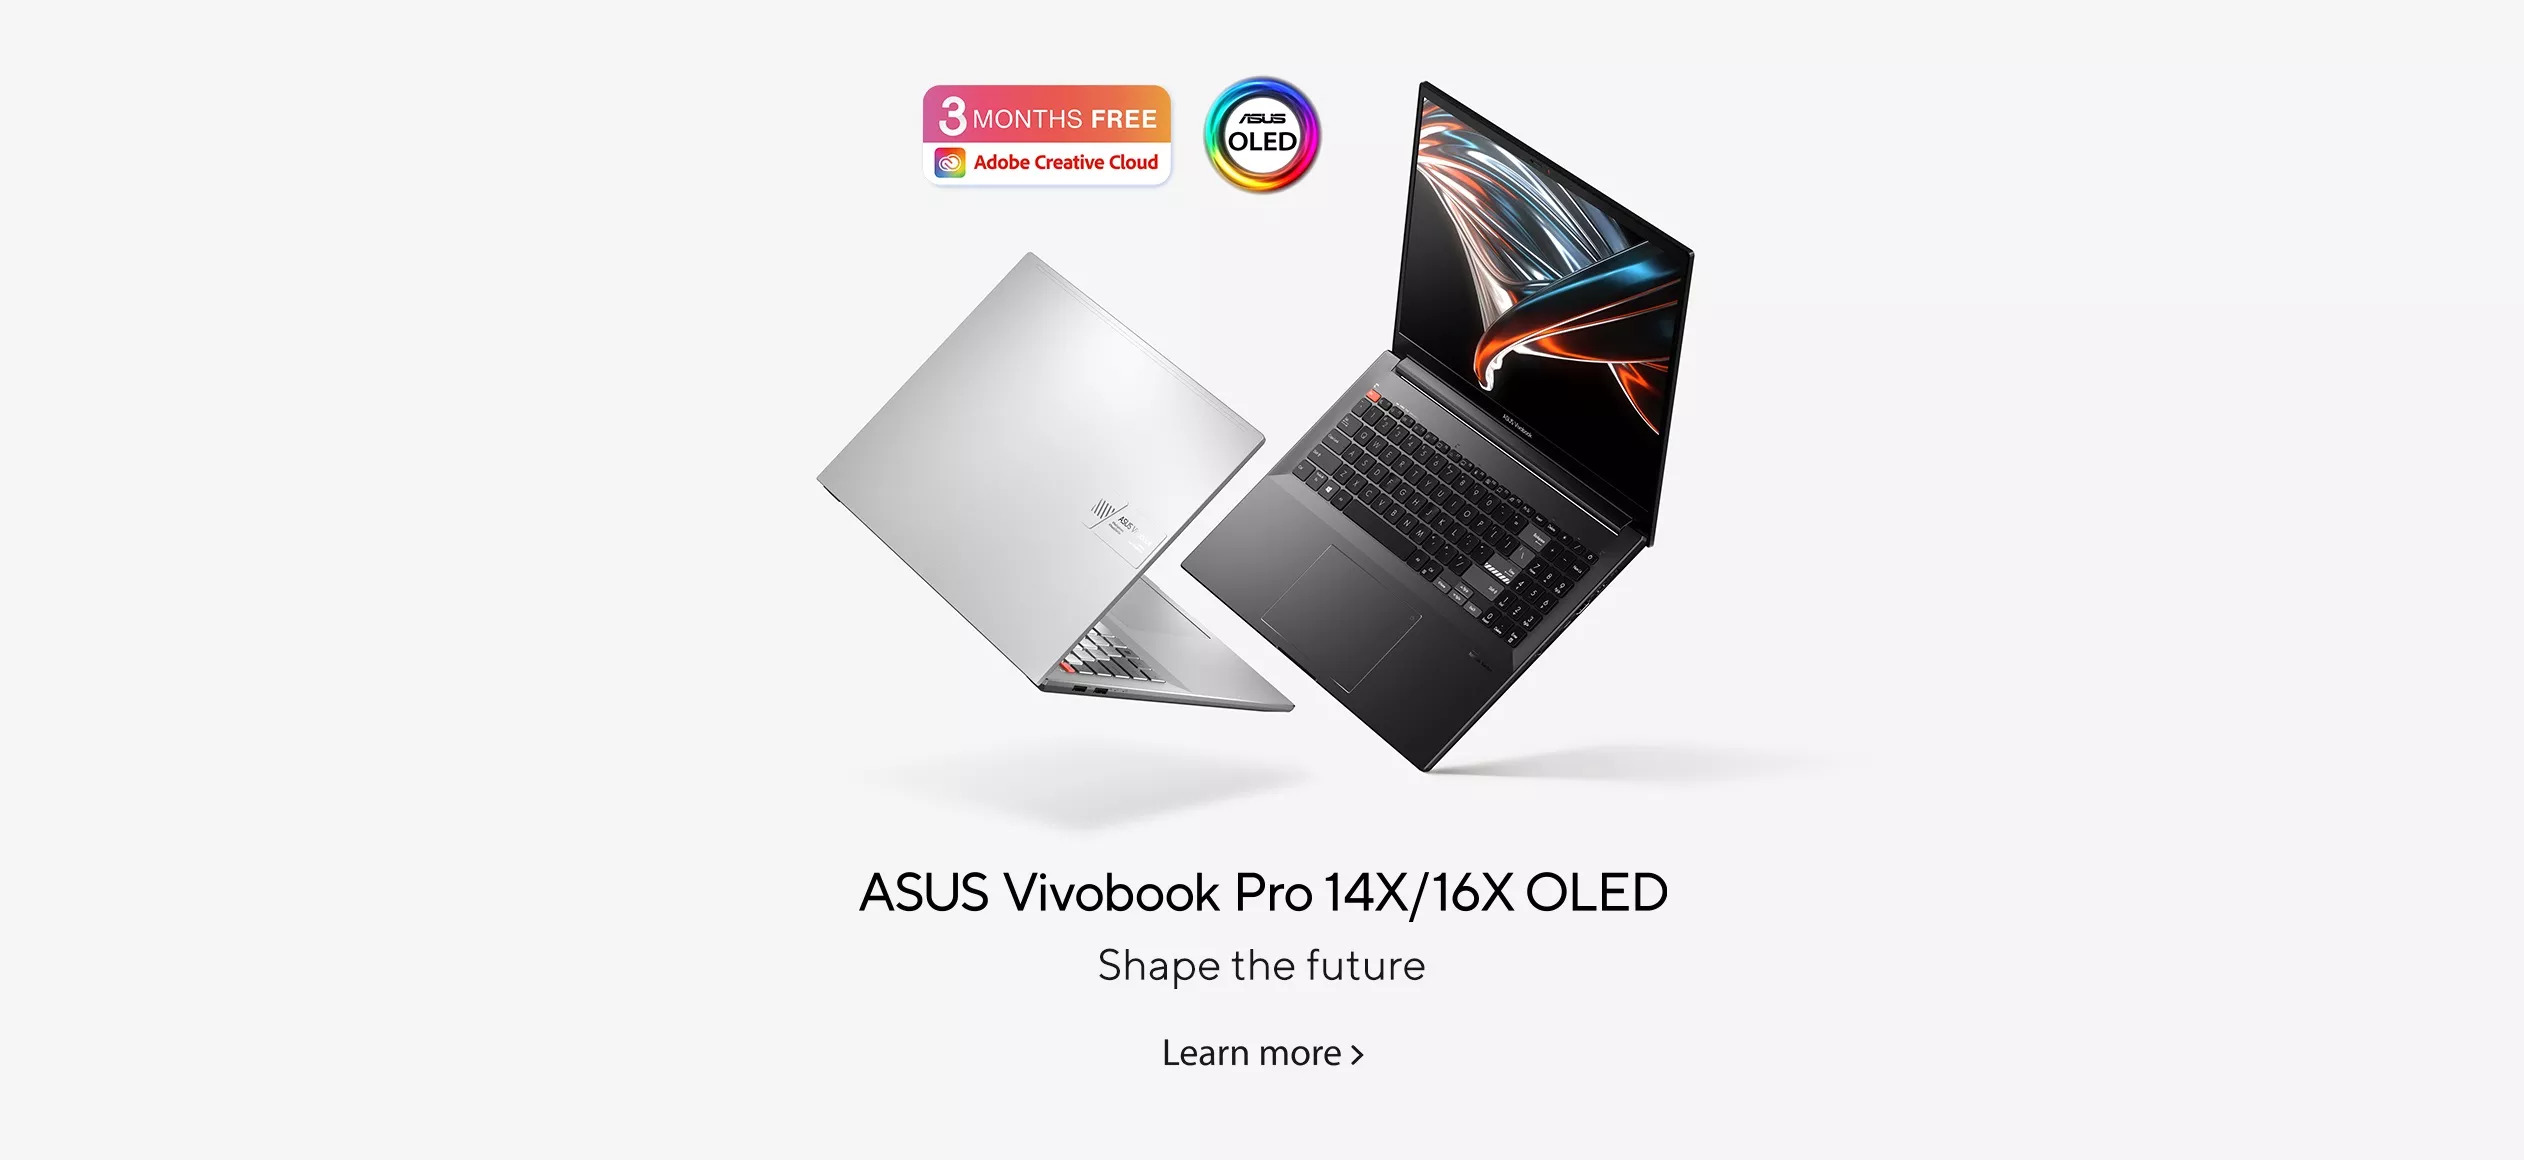 3 MONTHS FREE
Adobe Creative Cloud
ASUS
OLED
ASUS Vivobook Pro 14X/16X OLED
Shape the future
Learn more >